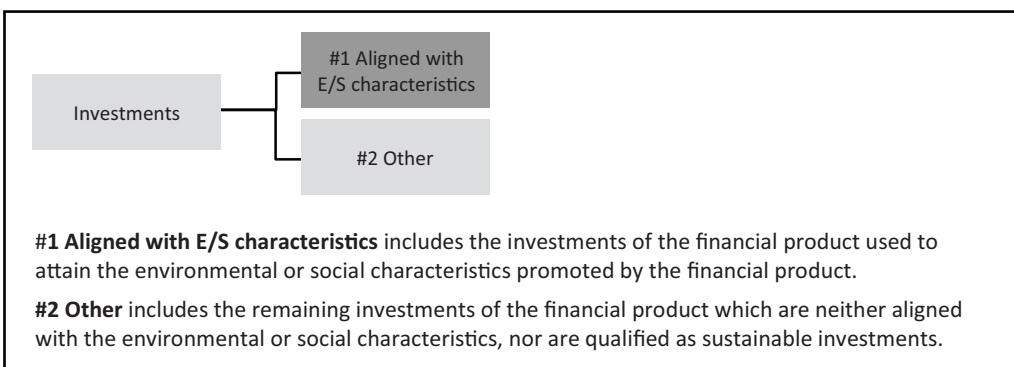 #1 Aligned with
E/S characteristics
Investments
#2 Other
#1 Aligned with E/S characteristics includes the investments of the financial product used to
attain the environmental or social characteristics promoted by the financial product.
#2 Other includes the remaining investments of the financial product which are neither aligned
with the environmental or social characteristics, nor are qualified as sustainable investments.